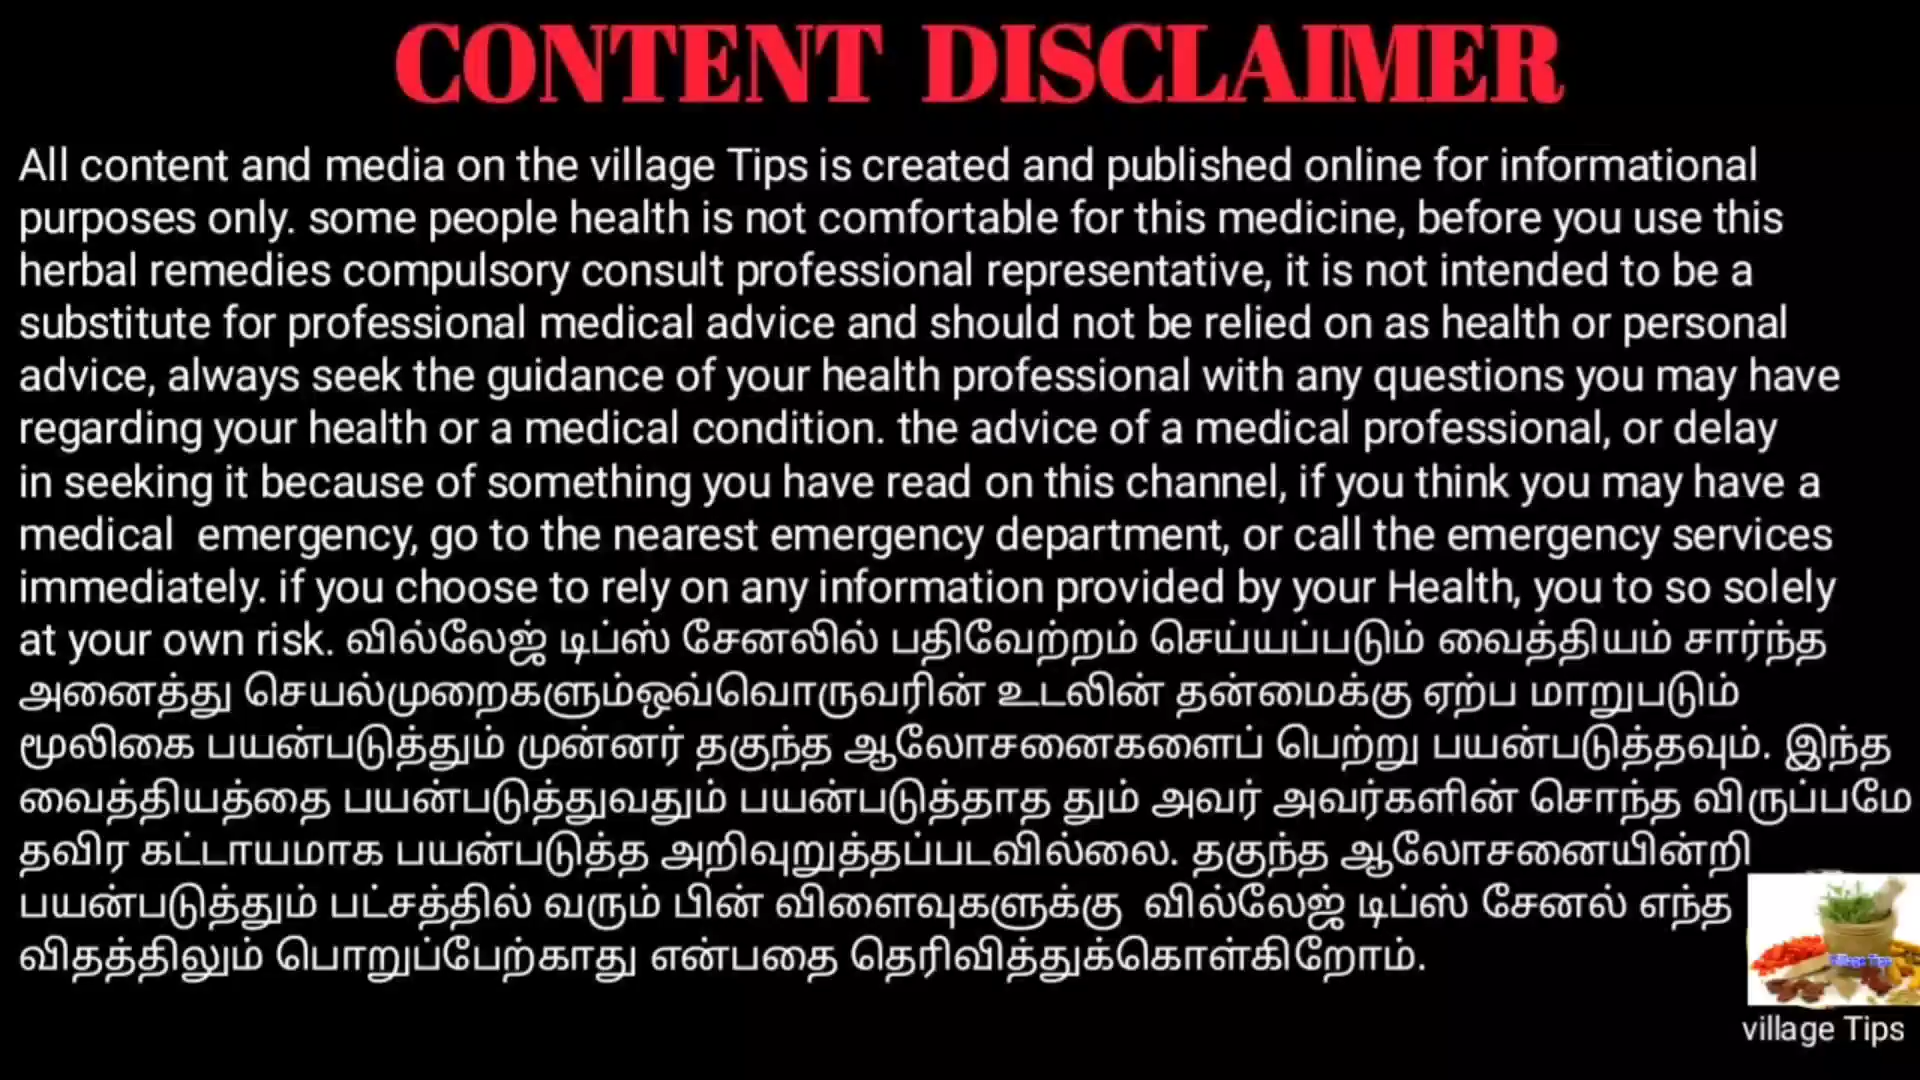 CONTENT DISCLAIMER
All content and media on the village Tips is created and published online for informational
purposes only. some people health is not comfortable for this medicine, before you use this
herbal remedies compulsory consult professional representative, it is not intended to be a
substitute for professional medical advice and should not be relied on as health or personal
advice, always seek the guidance of your health professional with any questions you may have
regarding your health or a medical condition. the advice of a medical professional, or delay
in seeking it because of something you have read on this channel, if you think you may have a
medical  emergency, go to the nearest emergency department, or call the emergency services
immediately. if you choose to rely on any information provided by your Health, you to so solely
at your own risk. வில்லேஜ் டிப்ஸ் சேனலில் பதிவேற்றம் செய்யப்படும் வைத்தியம் சார்ந்த
அனைத்து செயல்முறைகளும்ஒவ்வொருவரின் உடலின் தன்மைக்கு ஏற்ப மாறுபடும்
மூலிகை பயன்படுத்தும் முன்னர் தகுந்த ஆலோசனைகளைப் பெற்று பயன்படுத்தவும். இந்த
வைத்தியத்தை பயன்படுத்துவதும் பயன்படுத்தாத தும் அவர் அவர்களின் சொந்த விருப்பமே
தவிர கட்டாயமாக பயன்படுத்த அறிவுறுத்தப்படவில்லை. தகுந்த ஆலோசனையின்றி
பயன்படுத்தும் பட்சத்தில் வரும் பின் விளைவுகளுக்கு  வில்லேஜ் டிப்ஸ் சேனல் எந்த
விதத்திலும் பொறுப்பேற்காது என்பதை தெரிவித்துக்கொள்கிறோம்.
village Tips
village Tips